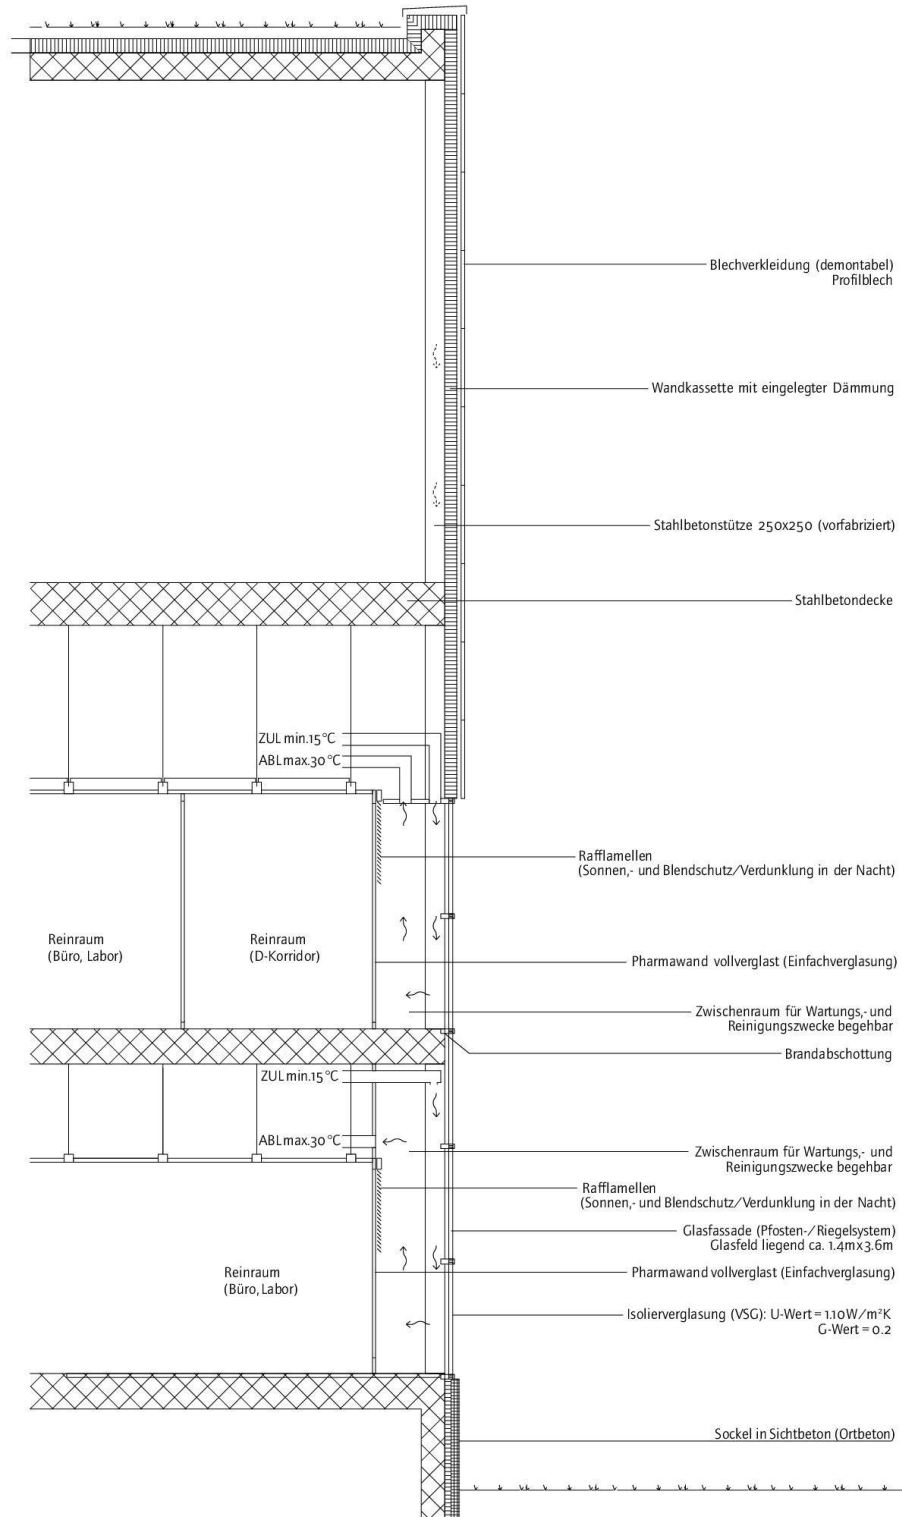 Blechverkleidung (demontabel)
Profilblech
Wandkassette mit eingelegter Dämmung
Stahlbetonstütze 250x250 (vorfabriziert)
Stahlbetondecke
ZUL min.15°C
ABL max.30°C
Rafflamellen
(Sonnen,- und Blendschutz/Verdunklung in der Nacht)
Reinraum
(Büro, Labor)
Reinraum
(D-Korridor)
Pharmawand vollverglast (Einfachverglasung)
Zwischenraum für Wartungs,- und
Reinigungszwecke begehbar
Brandabschottung
ZUL min.15°C
ABL max.30°C
Zwischenraum für Wartungs,- und
Reinigungszwecke begehbar
Rafflamellen
(Sonnen,- und Blendschutz/Verdunklung in der Nacht)
Glasfassade (Pfosten-/Riegelsystem)
Glasfeld liegend ca. 1.4mx3.6m
Reinraum
(Büro, Labor)
Pharmawand vollverglast (Einfachverglasung)
Isolierverglasung (VSG): U-Wert = 1.10W/m²K
G-Wert = 0.2
Sockel in Sichtbeton (Ortbeton)